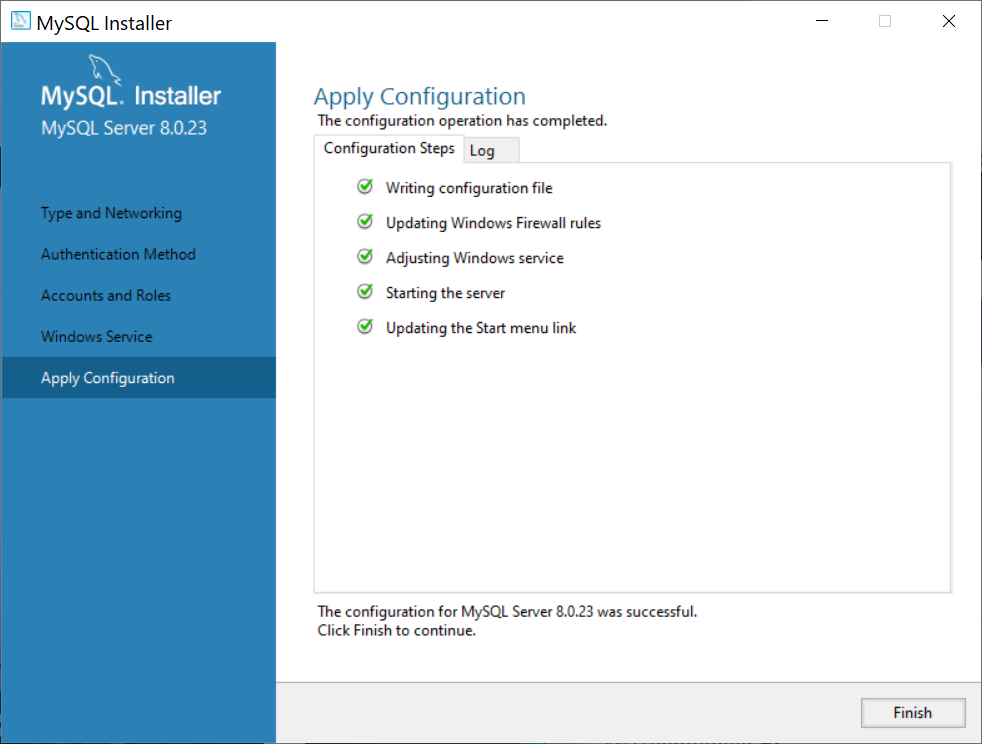 MySQL Installer
MySQL. Installer
MySQL Server 8.0.23
Type and Networking
Authentication Method
Accounts and Roles
Windows Service
Apply Configuration
Apply Configuration
The configuration operation has completed.
Configuration Steps
Log
Writing configuration file
Updating Windows Firewall rules
Adjusting Windows service
Starting the server
Updating the Start menu link
The configuration for MySQL Server 8.0.23 was successful.
Click Finish to continue.
Finish